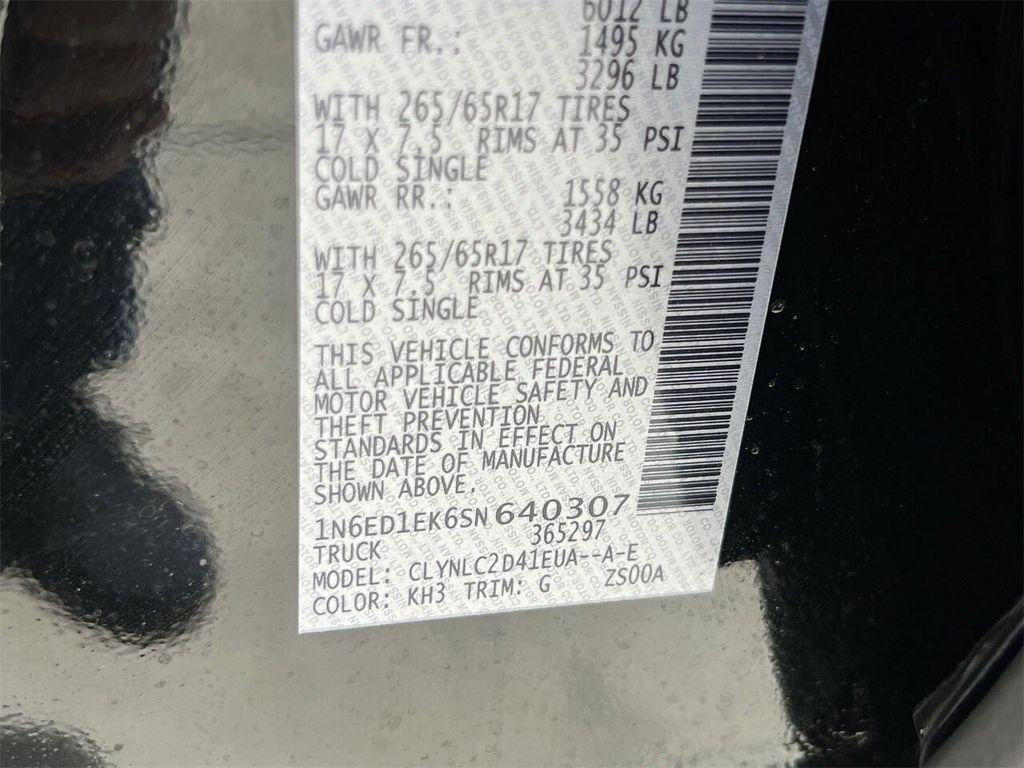 6012 LB
GAWR FR.: 1495 KG
3296 LB
WITH 265/65R17 TIRES
17 X 7.5 RIMS AT 35 PSI
COLD SINGLE
GAWR RR.: 1558 KG
3434 LB
WITH 265/65R17 TIRES
17 X 7.5 RIMS AT 35 PSI
COLD SINGLE
THIS VEHICLE CONFORMS TO
ALL APPLICABLE FEDERAL
MOTOR VEHICLE SAFETY AND
THEFT PREVENTION
STANDARDS IN EFFECT ON
THE DATE OF MANUFACTURE
SHOWN ABOVE.
1N6ED1EK6SN640307
365297
TRUCK
MODEL: CLYNLC2D41EUA--A-E
COLOR: KH3 TRIM: G ZS00A